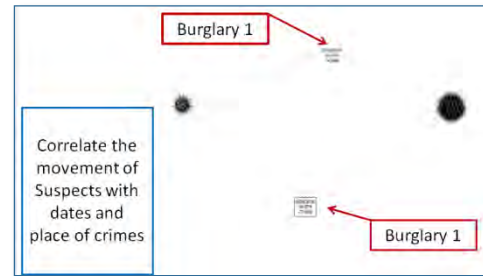 Burglary 1
Correlate the
movement of
Suspects with
dates and
place of crimes
Burglary 1